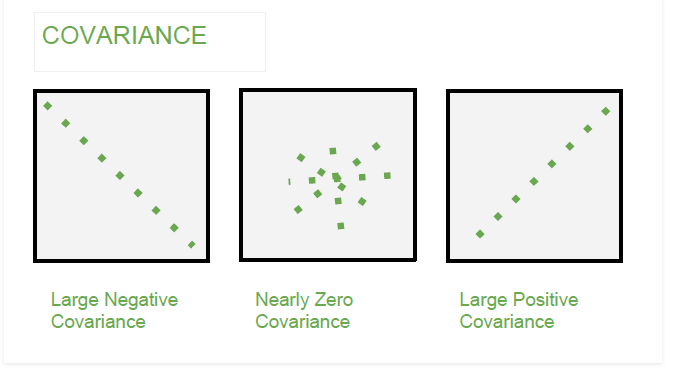 COVARIANCE
Large Negative
Covariance
Nearly Zero
Covariance
Large Positive
Covariance